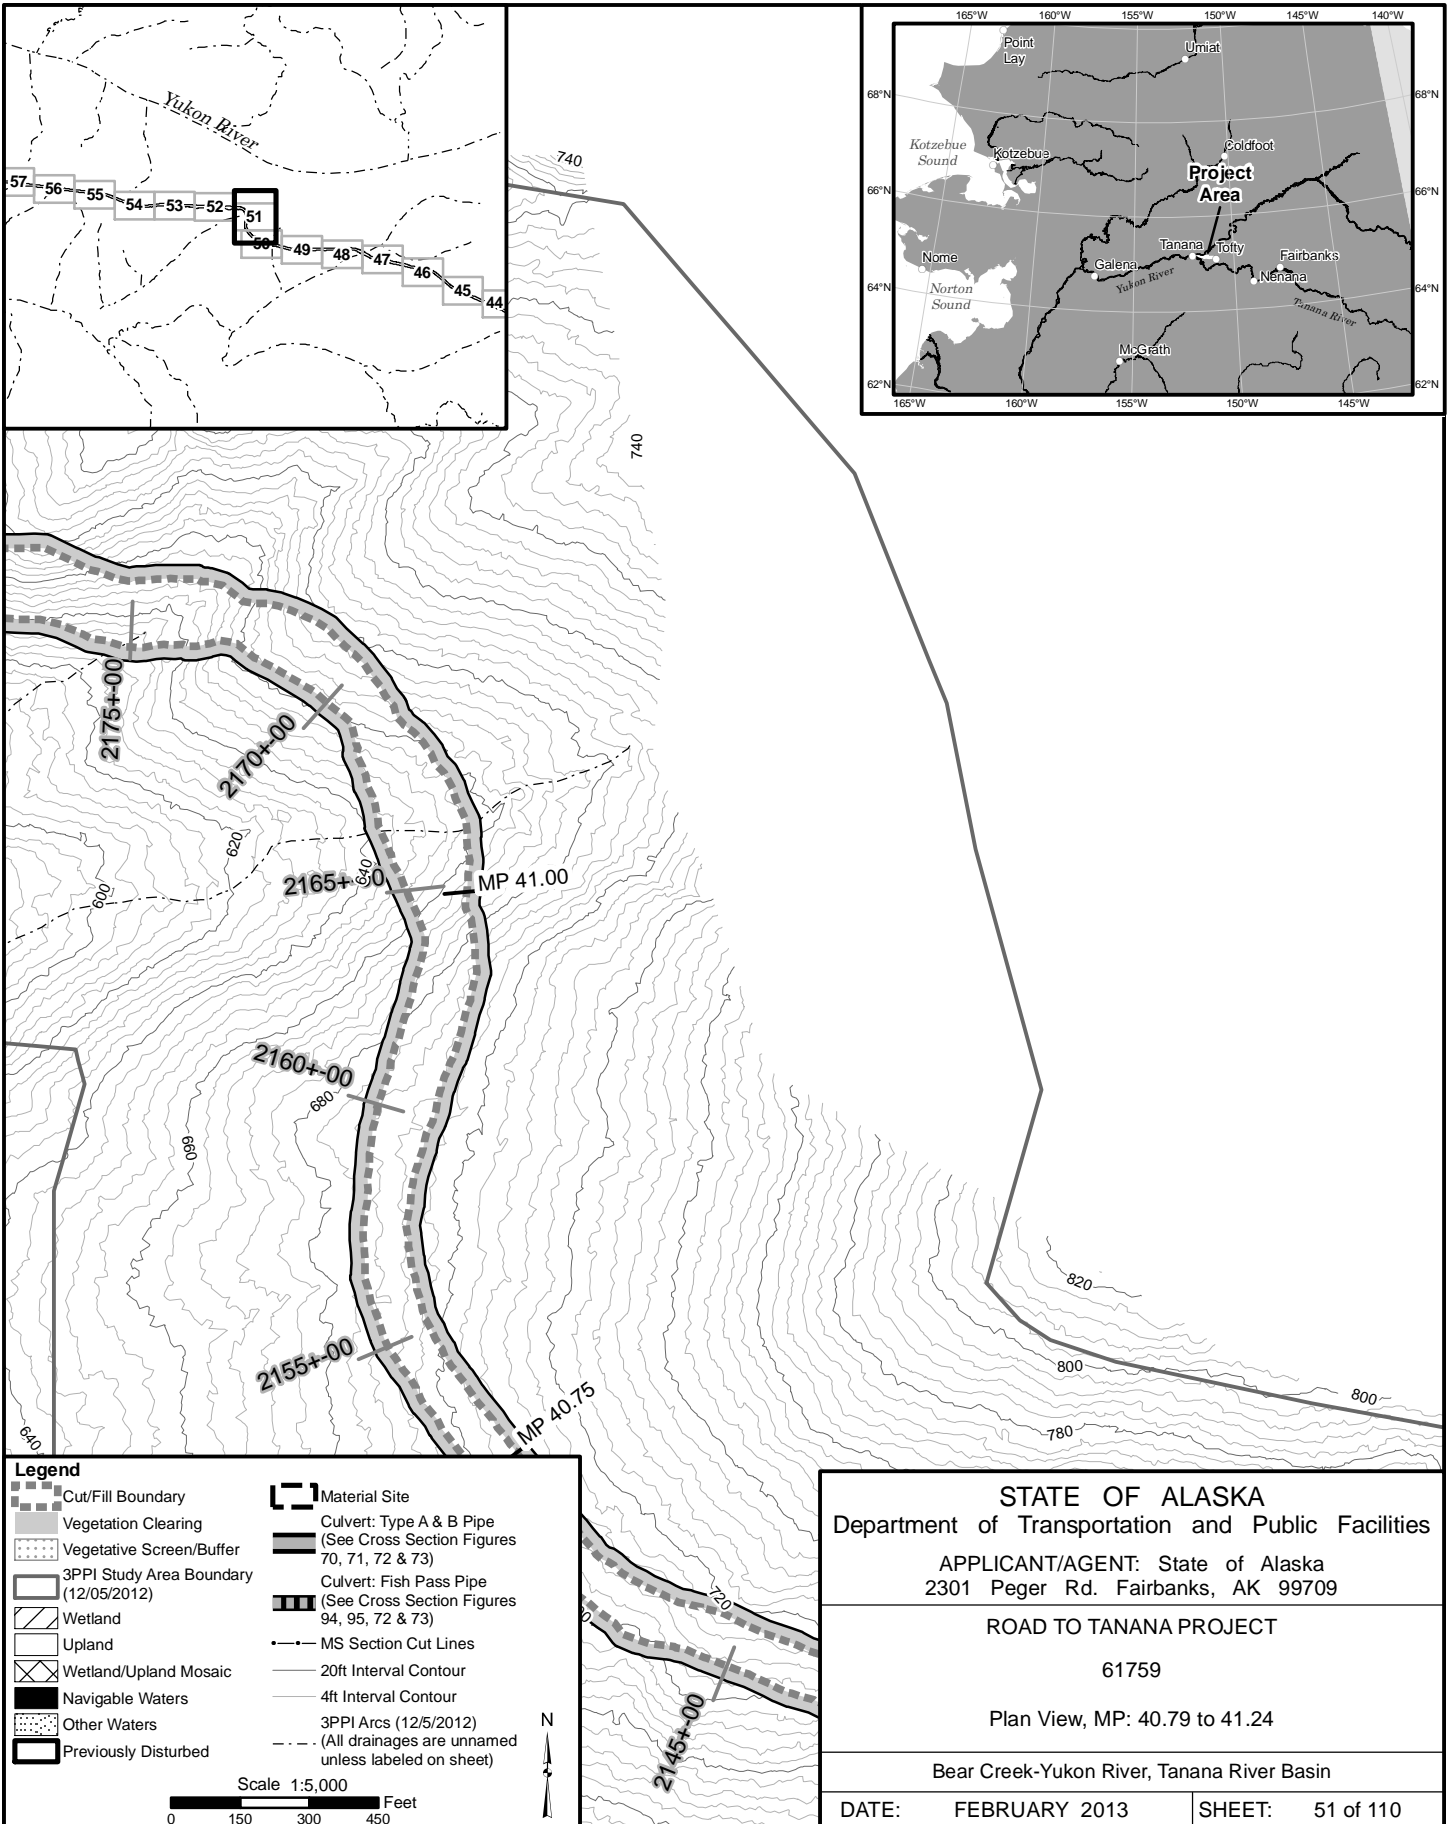 Yukon River
57
56
55
54
53
52
51
50
49
48
47
46
45
44
165°W
160°W
155°W
150°W
145°W
140°W
Point
Lay
Umiat
68°N
68°N
Kotzebue
Sound
Kotzebue
Coldfoot
Project
Area
66°N
66°N
Nome
Tanana
Tofty
Fairbanks
Galena
Yukon River
Nenana
64°N
64°N
Norton
Sound
Tanana River
McGrath
62°N
62°N
165°W
160°W
155°W
150°W
145°W
740
740
2175+-00
2170+-00
620
640
2165+-00
MP 41.00
600
2160+-00
680
660
2155+-00
MP 40.75
640
820
800
800
780
720
2145+-00
Legend
Cut/Fill Boundary
Vegetation Clearing
Vegetative Screen/Buffer
3PPI Study Area Boundary
(12/05/2012)
Wetland
Upland
Wetland/Upland Mosaic
Navigable Waters
Other Waters
Previously Disturbed
Material Site
Culvert: Type A & B Pipe
(See Cross Section Figures
70, 71, 72 & 73)
Culvert: Fish Pass Pipe
(See Cross Section Figures
94, 95, 72 & 73)
MS Section Cut Lines
20ft Interval Contour
4ft Interval Contour
3PPI Arcs (12/5/2012)
(All drainages are unnamed
unless labeled on sheet)
N
Scale 1:5,000
Feet
0 150 300 450
STATE OF ALASKA
Department of Transportation and Public Facilities
APPLICANT/AGENT: State of Alaska
2301 Peger Rd. Fairbanks, AK 99709
ROAD TO TANANA PROJECT
61759
Plan View, MP: 40.79 to 41.24
Bear Creek-Yukon River, Tanana River Basin
DATE: FEBRUARY 2013
SHEET: 51 of 110